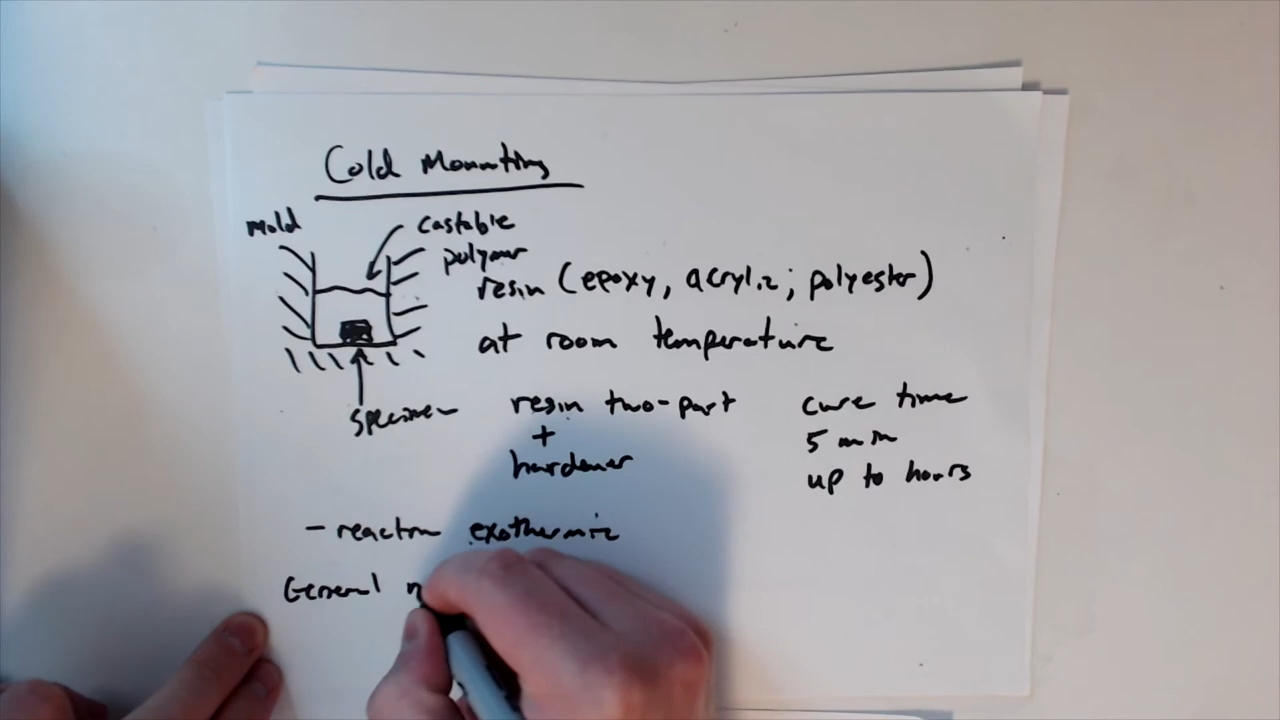 Cold Mounting
mold
castable
polymer
resin (epoxy, acrylic, polyester)
at room temperature
specimen
resin two-part
+
hardener
cure time
5 min
up to hours
- reaction exothermic
General